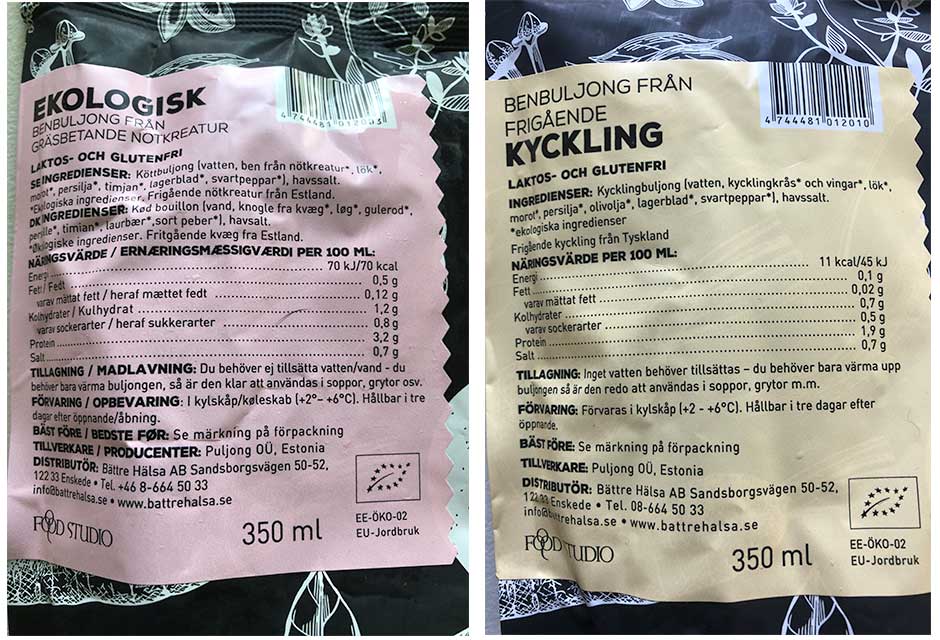 EKOLOGISK
BENBULJONG FRÅN
GRÄSBETANDE NÖTKREATUR
4 744481 012003
LAKTOS- OCH GLUTENFRI
SE INGREDIENSER: Köttbuljong (vatten, ben från nötkreatur*, lök*,
morot*, persilja*, timjan*, lagerblad*, svartpeppar*), havssalt.
*Ekologiska ingredienser. Frigående nötkreatur från Estland.
DK INGREDIENSER: Kød bouillon (vand, knogle fra kvæg*, løg*, gulerod*,
persille*, timian*, laurbær*,sort peber*), havsalt.
*Økologiske ingredienser. Fritgående kvæg fra Estland.
NÄRINGSVÄRDE / ERNÆRINGSMÆSSIGVÆRDI PER 100 ML:
Energi 70 kJ/70 kcal
Fett / Fedt 0,5 g
varav mättat fett / heraf mættet fedt 0,12 g
Kolhydrater / Kulhydrat 1,2 g
varav sockerarter / heraf sukkerarter 0,8 g
Protein 3,2 g
Salt 0,7 g
TILLAGNING / MADLAVNING: Du behöver ej tillsätta vatten/vand - du
behöver bara värma buljongen, så är den klar att användas i soppor, grytor osv.
FÖRVARING / OPBEVARING: I kylskåp/køleskab (+2°– +6°C). Hållbar i tre
dagar efter öppnande/åbning.
BÄST FÖRE / BEDSTE FØR: Se märkning på förpackning
TILLVERKARE / PRODUCENTER: Puljong OÜ, Estonia
DISTRIBUTÖR: Bättre Hälsa AB Sandsborgsvägen 50-52,
122 33 Enskede • Tel. +46 8-664 50 33
info@battrehalsa.se • www.battrehalsa.se
FOOD STUDIO
350 ml
EE-ÖKO-02
EU-Jordbruk
BENBULJONG FRÅN
FRIGÅENDE
KYCKLING
4 744481 012010
LAKTOS- OCH GLUTENFRI
INGREDIENSER: Kycklingbuljong (vatten, kycklingkrås* och vingar*, lök*,
morot*, persilja*, olivolja*, lagerblad*, svartpeppar*), havssalt.
*ekologiska ingredienser
Frigående kyckling från Tyskland
NÄRINGSVÄRDE PER 100 ML:
Energi 11 kcal/45 kJ
Fett 0,1 g
varav mättat fett 0,02 g
Kolhydrater 0,7 g
varav sockerarter 0,5 g
Protein 1,9 g
Salt 0,7 g
TILLAGNING: Inget vatten behöver tillsättas – du behöver bara värma upp
buljongen så är den redo att användas i soppor, grytor m.m.
FÖRVARING: Förvaras i kylskåp (+2 - +6°C). Hållbar i tre dagar efter
öppnande.
BÄST FÖRE: Se märkning på förpackning
TILLVERKARE: Puljong OÜ, Estonia
DISTRIBUTÖR: Bättre Hälsa AB Sandsborgsvägen 50-52,
122 33 Enskede • Tel. 08-664 50 33
info@battrehalsa.se • www.battrehalsa.se
FOOD STUDIO
350 ml
EE-ÖKO-02
EU-Jordbruk